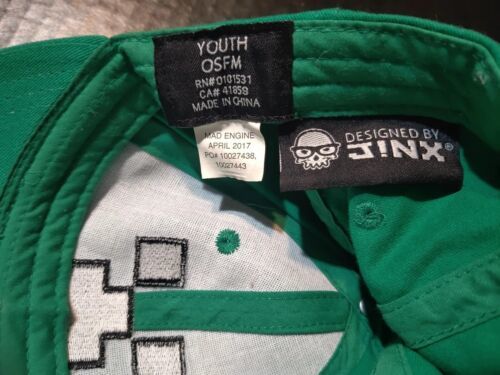 YOUTH
OSFM
RN#0101531
CA# 41859
MADE IN CHINA
MAD ENGINE
APRIL 2017
PO# 10027438,
10027443
DESIGNED BY
J!NX®